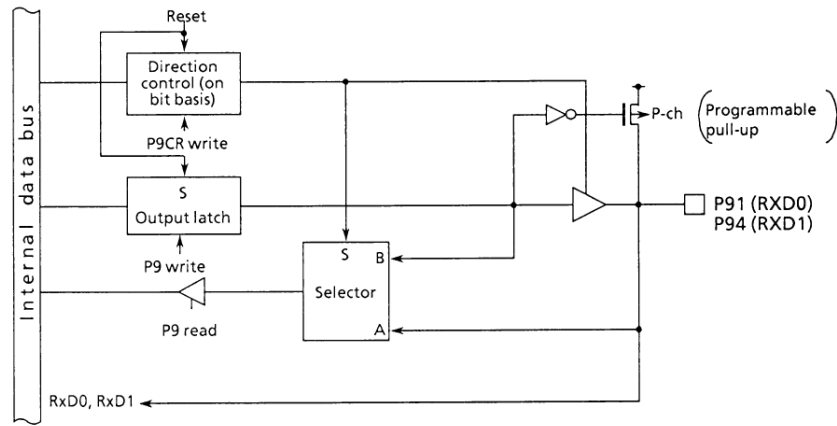 Reset
Direction
control (on
bit basis)
P9CR write
P-ch
Programmable
pull-up
Internal data bus
S
Output latch
P91 (RXD0)
P94 (RXD1)
P9 write
S
B
Selector
A
P9 read
RxD0, RxD1